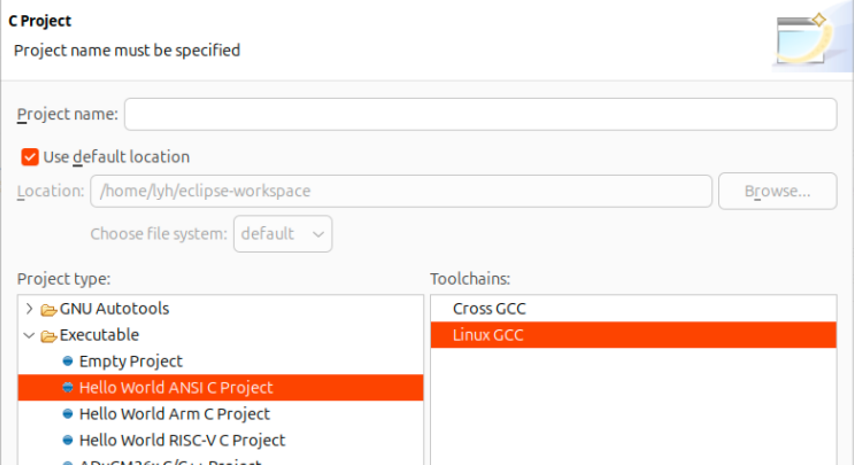 C Project
Project name must be specified
Project name:
Use default location
Location: /home/lyh/eclipse-workspace Browse...
Choose file system: default
Project type: Toolchains:
GNU Autotools Cross GCC
Executable Linux GCC
Empty Project
Hello World ANSI C Project
Hello World Arm C Project
Hello World RISC-V C Project